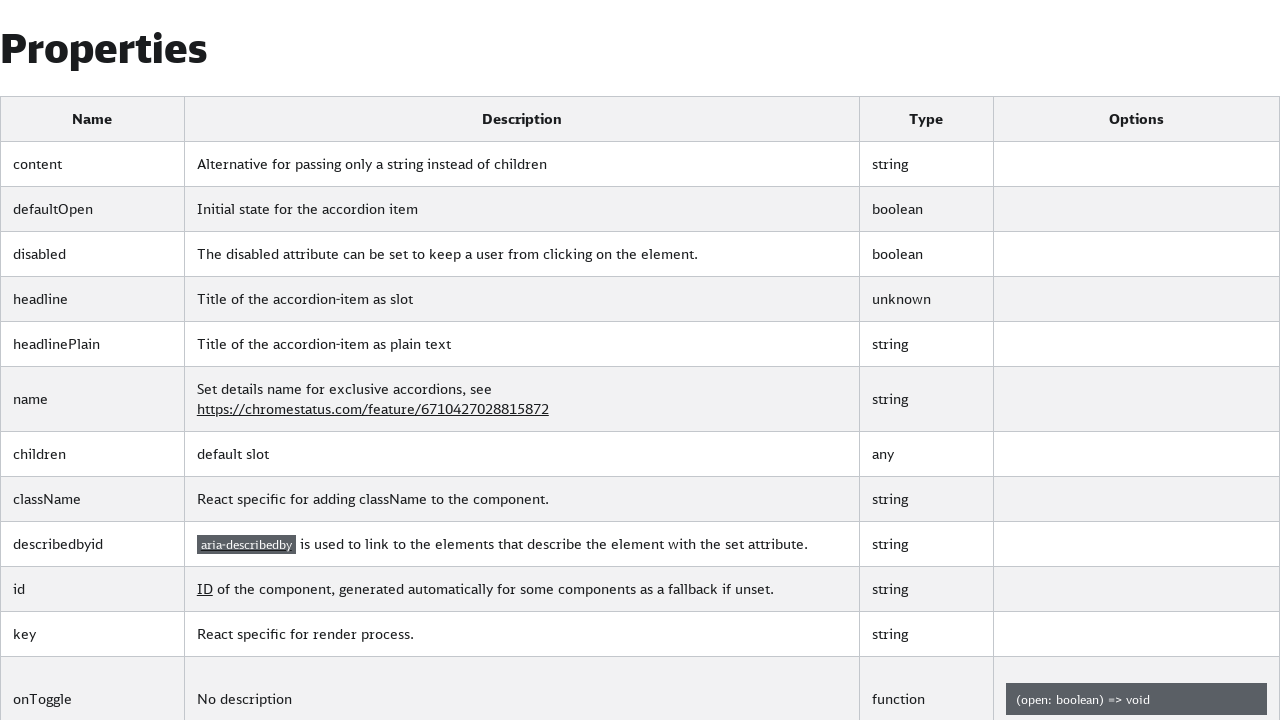 Properties
Name Description Type Options
content Alternative for passing only a string instead of children string
defaultOpen Initial state for the accordion item boolean
disabled The disabled attribute can be set to keep a user from clicking on the element. boolean
headline Title of the accordion-item as slot unknown
headlinePlain Title of the accordion-item as plain text string
name Set details name for exclusive accordions, see string
https://chromestatus.com/feature/6710427028815872
children default slot any
className React specific for adding className to the component. string
describedbyid aria-describedby is used to link to the elements that describe the element with the set attribute. string
id ID of the component, generated automatically for some components as a fallback if unset. string
key React specific for render process. string
onToggle No description function (open: boolean) => void